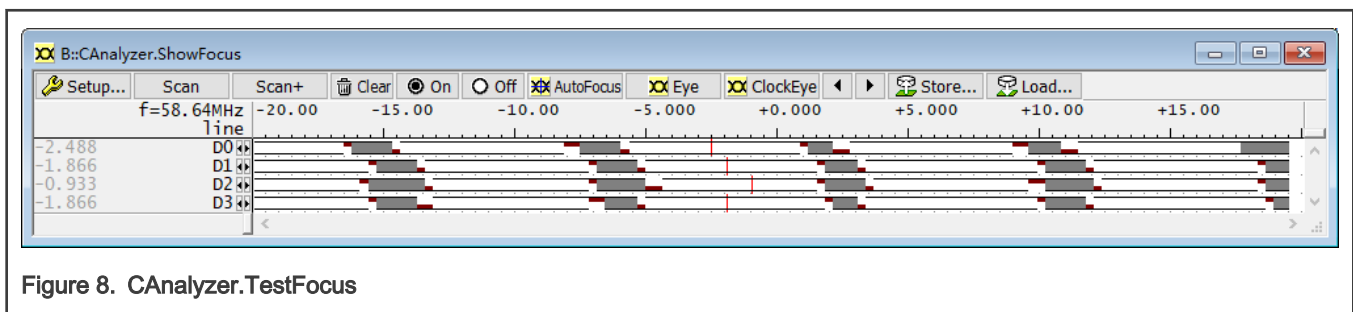 B::CAnalyzer.ShowFocus
Setup... Scan Scan+ Clear On Off AutoFocus Eye ClockEye Store... Load...
f=58.64MHz -20.00 -15.00 -10.00 -5.000 +0.000 +5.000 +10.00 +15.00
line
-2.488 D0
-1.866 D1
-0.933 D2
-1.866 D3
Figure 8. CAnalyzer.TestFocus